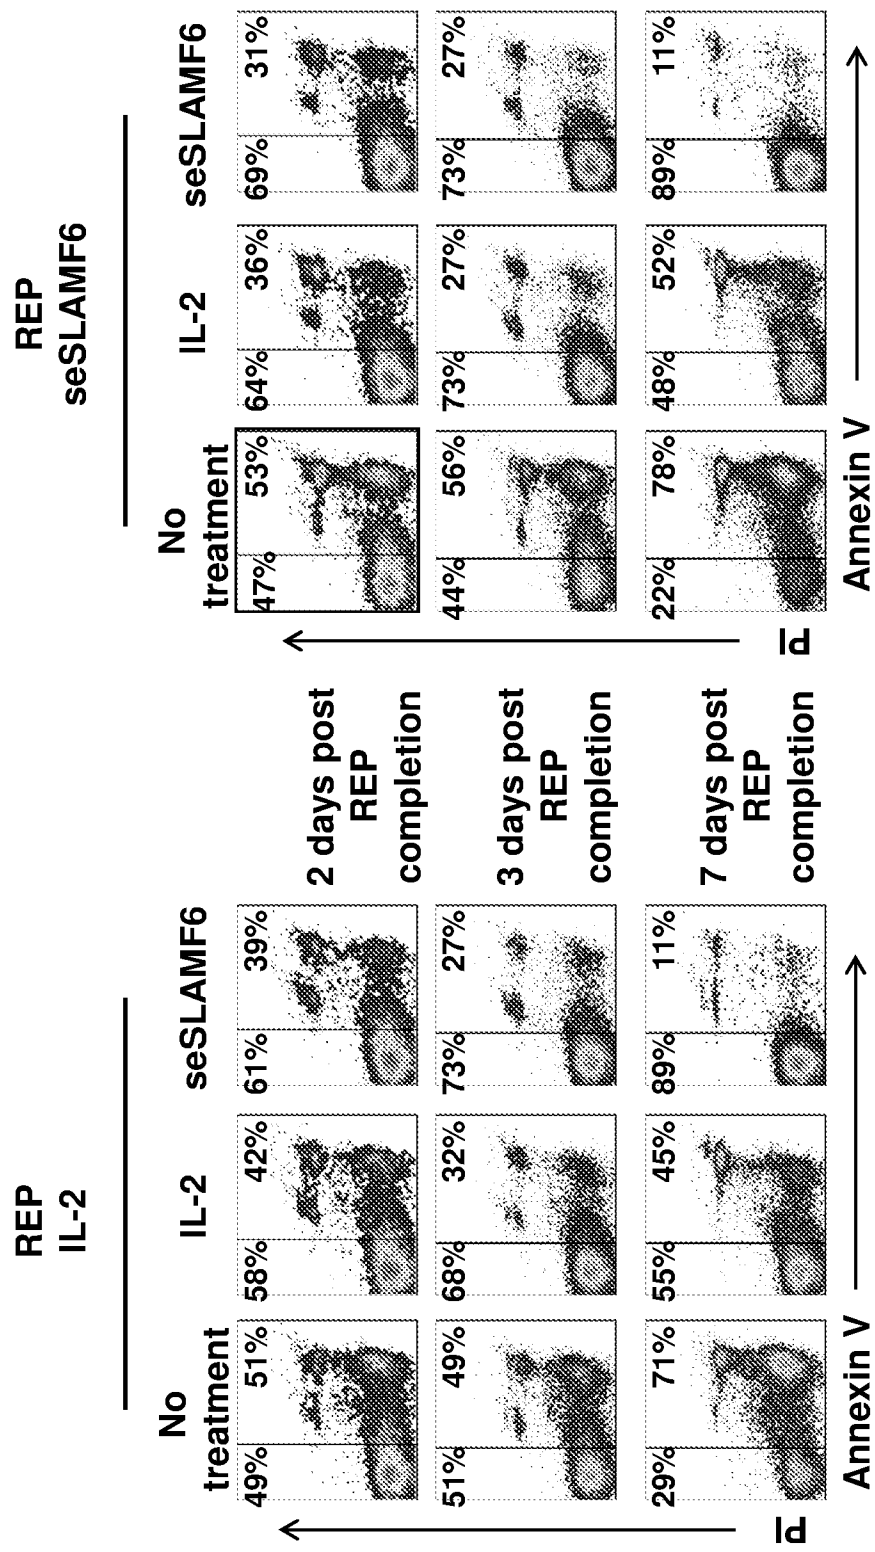 REP
IL-2
No
treatment
IL-2
seSLAMF6
49% 51%
58% 42%
61% 39%
2 days post
REP
completion
51% 49%
68% 32%
73% 27%
3 days post
REP
completion
29% 71%
55% 45%
89% 11%
7 days post
REP
completion
PI
Annexin V
REP
seSLAMF6
No
treatment
IL-2
seSLAMF6
47% 53%
64% 36%
69% 31%
44% 56%
73% 27%
73% 27%
22% 78%
48% 52%
89% 11%
PI
Annexin V